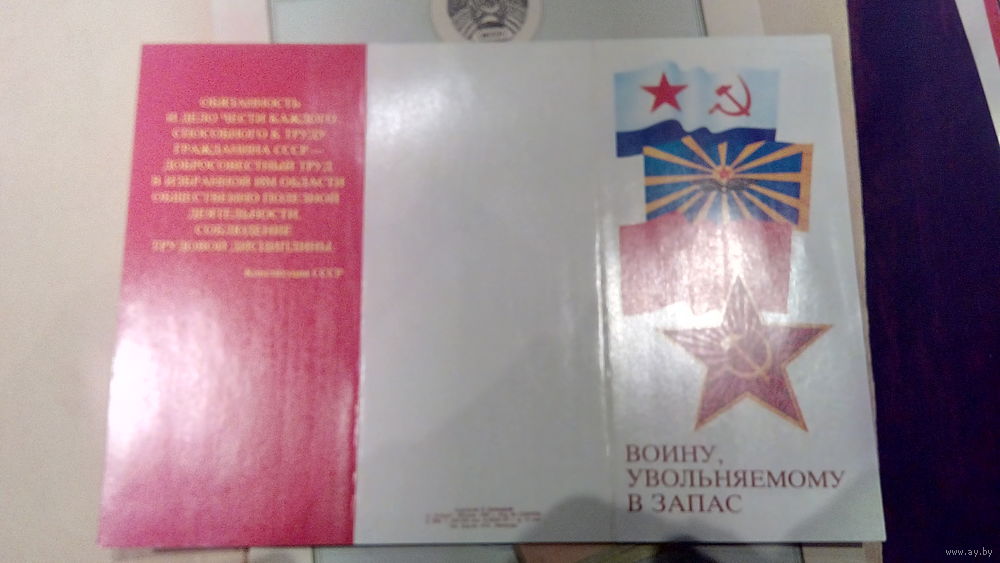 ОБЯЗАННОСТЬ
И ДЕЛО ЧЕСТИ КАЖДОГО
СПОСОБНОГО К ТРУДУ
ГРАЖДАНИНА СССР —
ДОБРОСОВЕСТНЫЙ ТРУД
В ИЗБРАННОЙ ИМ ОБЛАСТИ
ОБЩЕСТВЕННО ПОЛЕЗНОЙ
ДЕЯТЕЛЬНОСТИ,
СОБЛЮДЕНИЕ
ТРУДОВОЙ ДИСЦИПЛИНЫ.
Конституция СССР
ВОИНУ,
УВОЛЬНЯЕМОМУ
В ЗАПАС
www.ay.by